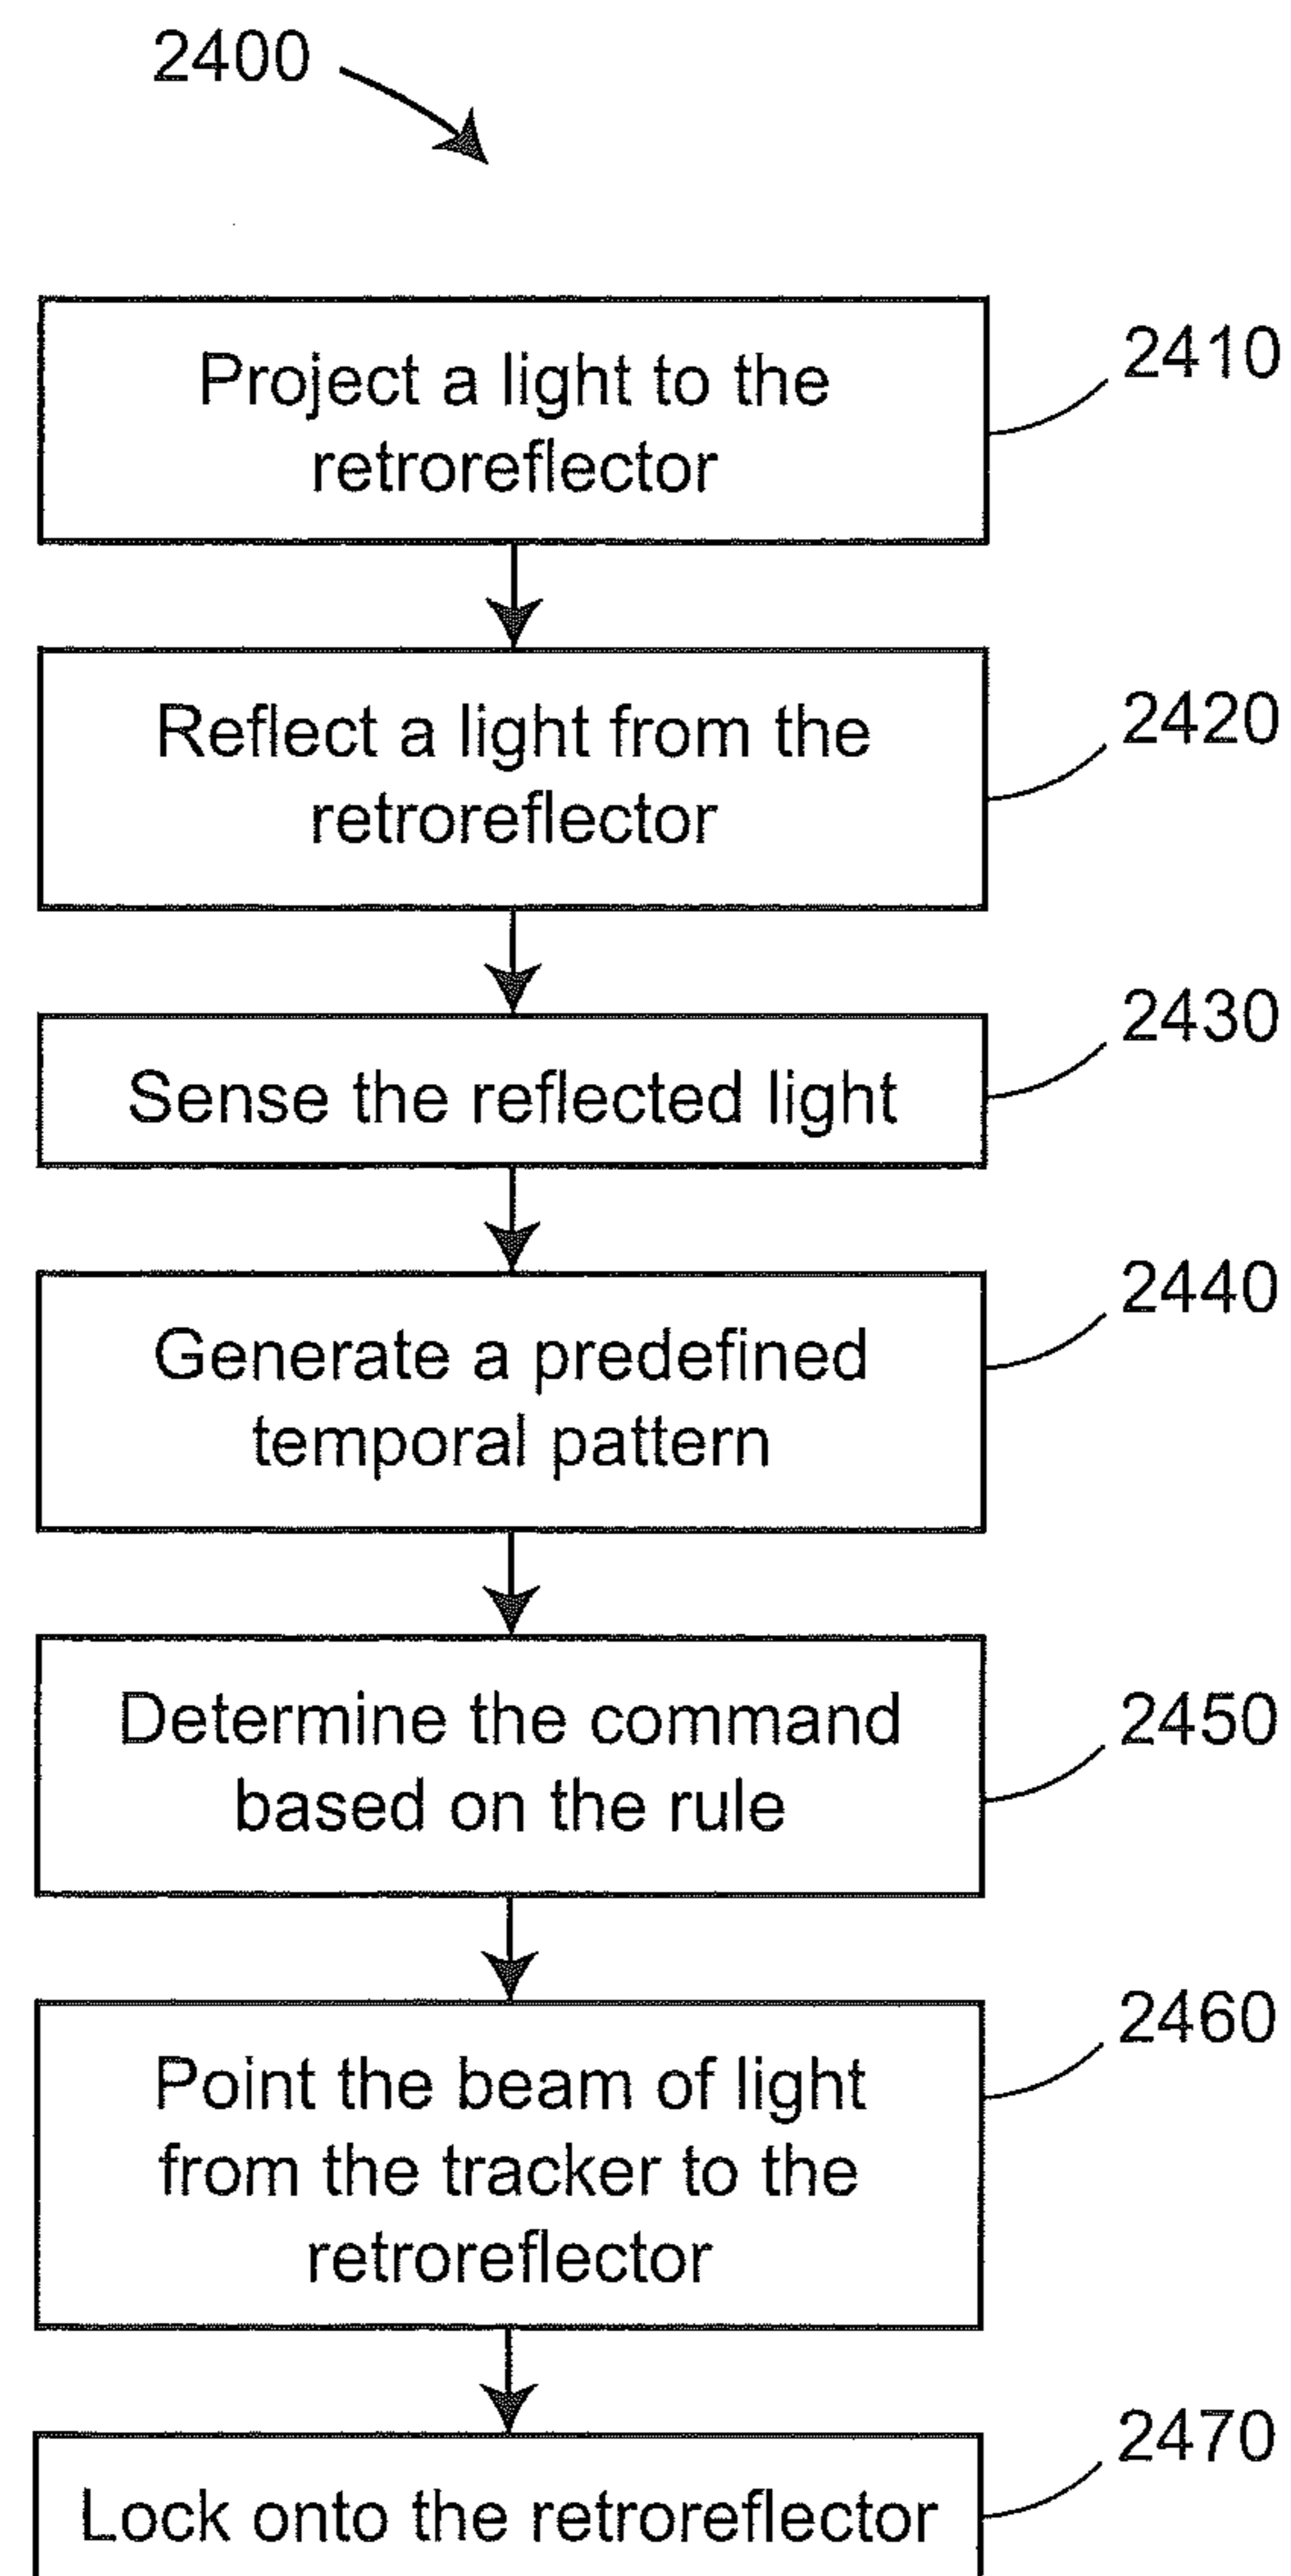 2400
Project a light to the
retroreflector
2410
Reflect a light from the
retroreflector
2420
Sense the reflected light
2430
Generate a predefined
temporal pattern
2440
Determine the command
based on the rule
2450
Point the beam of light
from the tracker to the
retroreflector
2460
Lock onto the retroreflector
2470